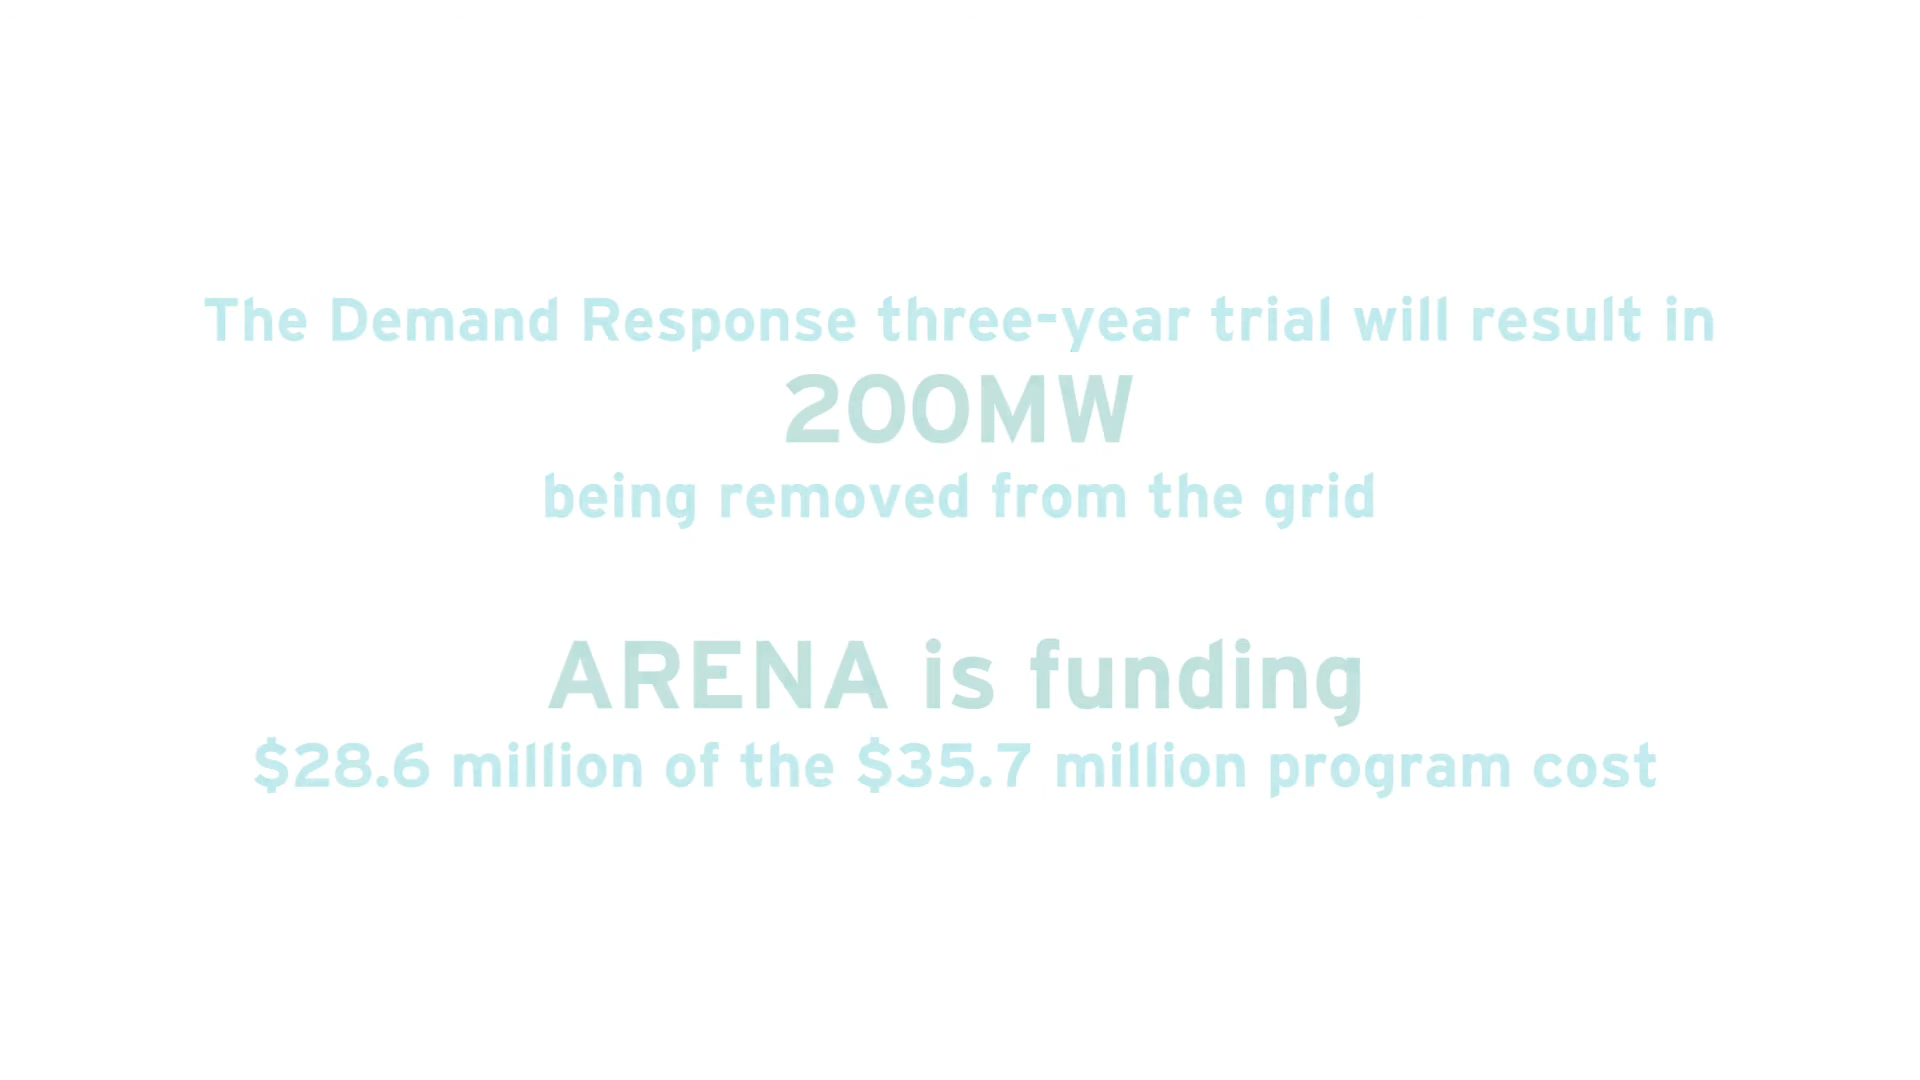 The Demand Response three-year trial will result in
200MW
being removed from the grid
ARENA is funding
$28.6 million of the $35.7 million program cost